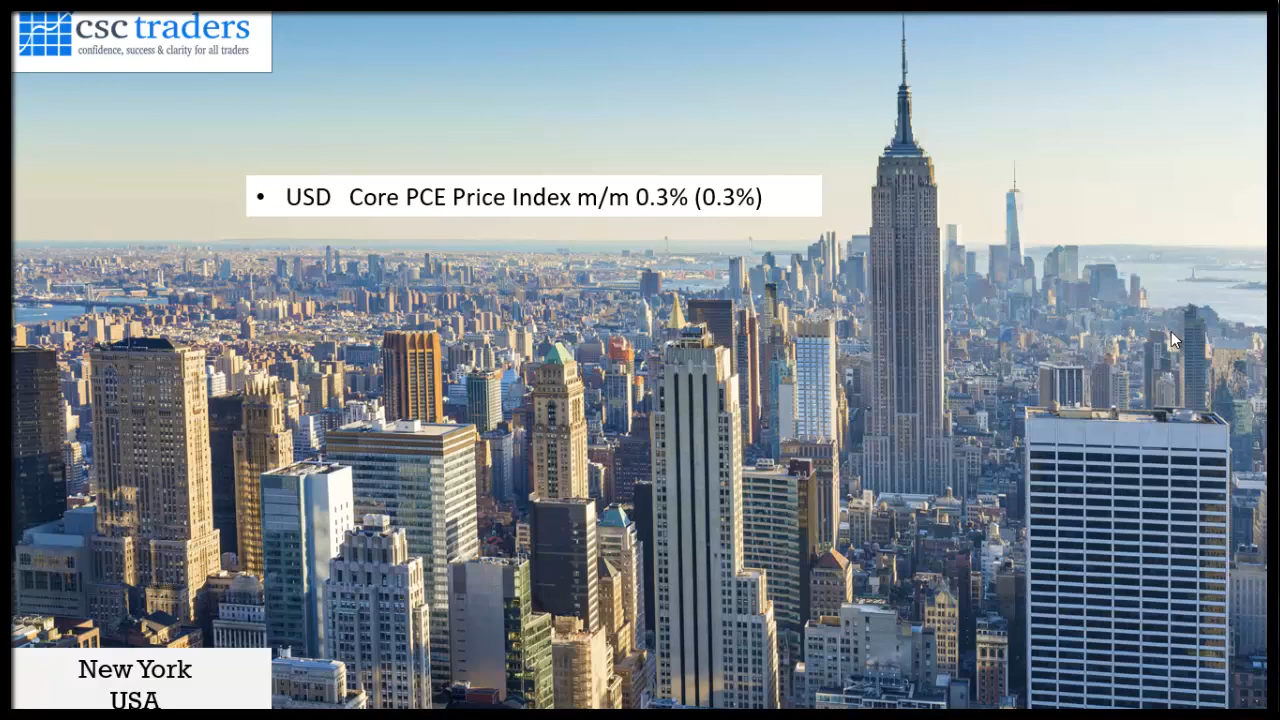 csc traders
confidence, success & clarity for all traders
• USD Core PCE Price Index m/m 0.3% (0.3%)
New York
USA